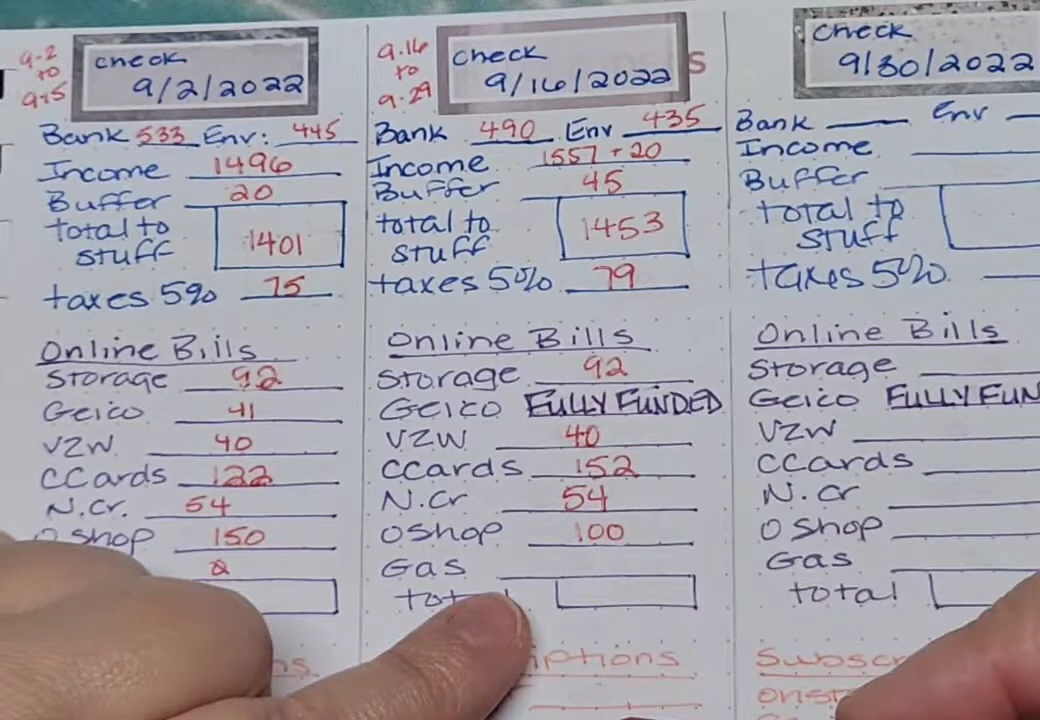 9.2
to
9.15
check
9/2/2022
Bank 533 Env: 445
Income 1496
Buffer 20
total to
stuff 1401
taxes 5% 75
Online Bills
Storage 92
Geico 41
VZW 40
CCards 122
N.Cr. 54
Oshop 150
9.16
to
9.29
check
9/16/2022
S
Bank 490 Env 435
Income 1557 + 20
Buffer 45
total to
stuff 1453
taxes 5% 79
Online Bills
Storage 92
Geico FULLY FUNDED
VZW 40
CCards 152
N.Cr 54
OShop 100
Gas
total
check
9/30/2022
Bank Env
Income
Buffer
total to
stuff
taxes 5%
Online Bills
Storage
Geico FULLY FUN
VZW
CCards
N.Cr
OShop
Gas
total